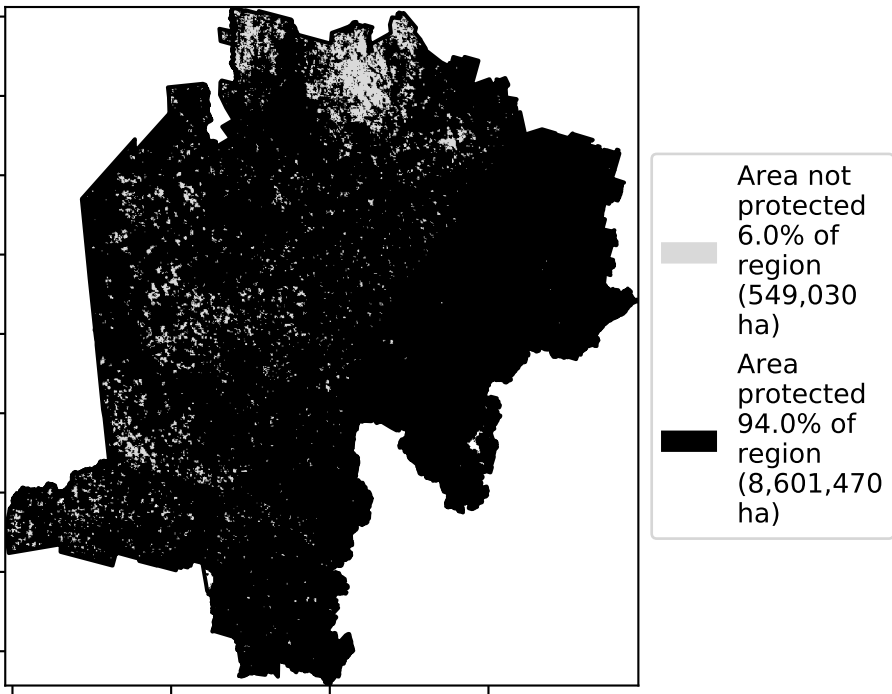 Area not
protected
6.0% of
region
(549,030
ha)
Area
protected
94.0% of
region
(8,601,470
ha)